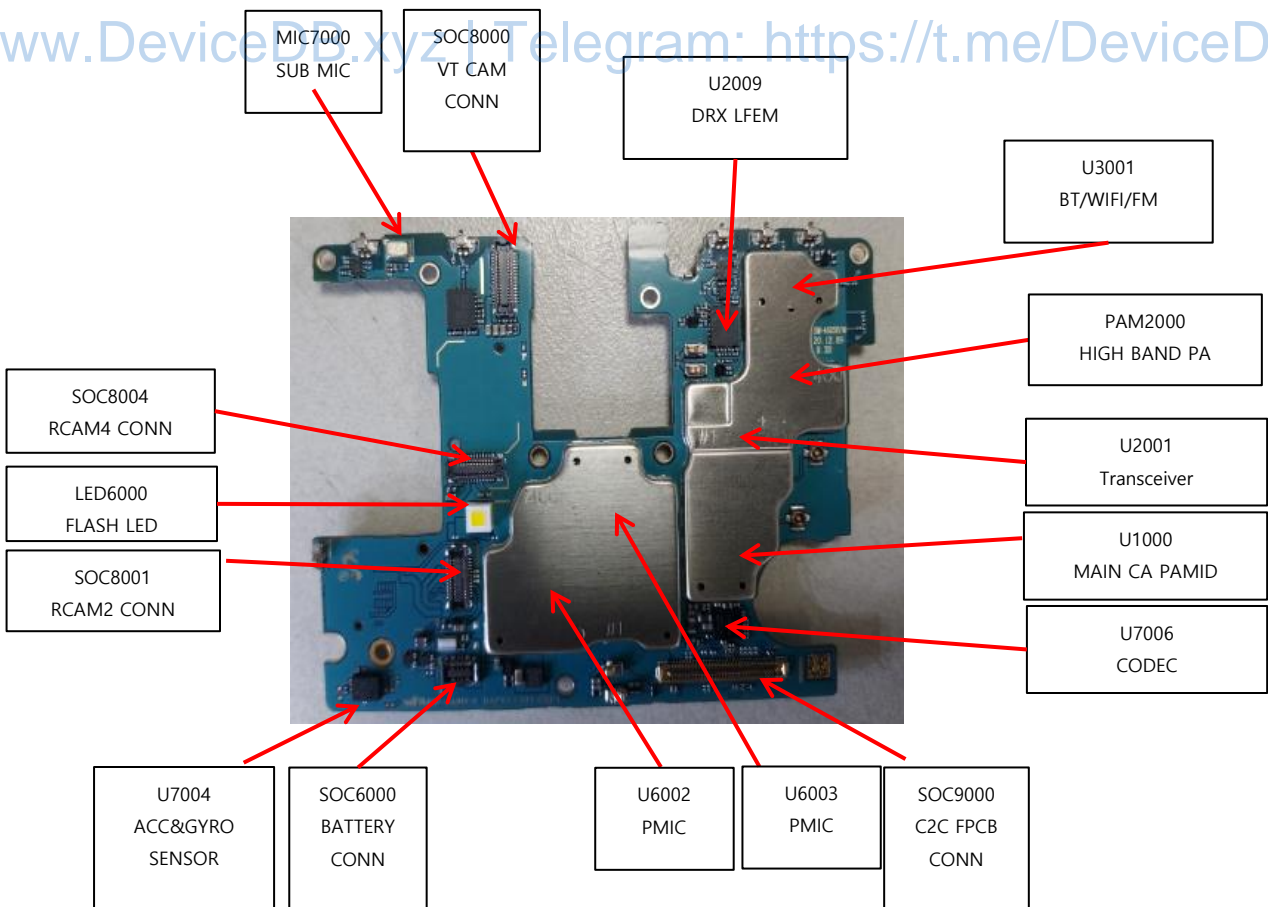 ww.DeviceDB.xyz | Telegram: https://t.me/DeviceD
MIC7000
SUB MIC
SOC8000
VT CAM
CONN
U2009
DRX LFEM
U3001
BT/WIFI/FM
PAM2000
HIGH BAND PA
SOC8004
RCAM4 CONN
U2001
Transceiver
LED6000
FLASH LED
U1000
MAIN CA PAMID
SOC8001
RCAM2 CONN
U7006
CODEC
U7004
ACC&GYRO
SENSOR
SOC6000
BATTERY
CONN
U6002
PMIC
U6003
PMIC
SOC9000
C2C FPCB
CONN
#1
#1